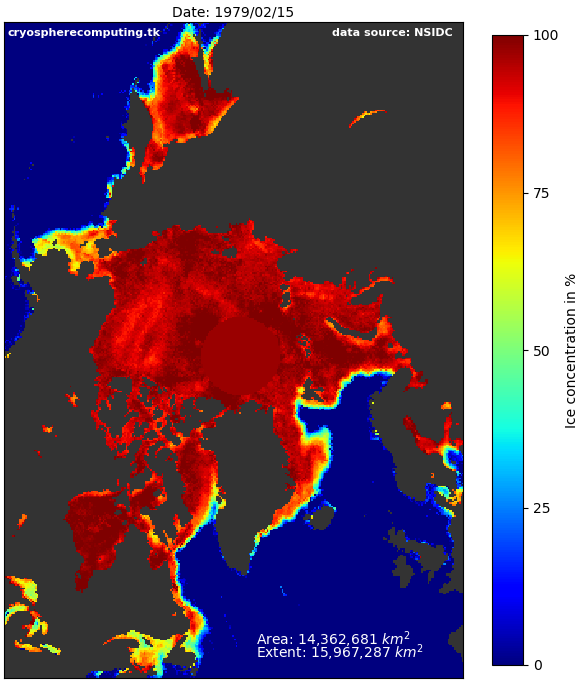 Date: 1979/02/15
cryospherecomputing.tk
data source: NSIDC
100
75
50
25
0
Ice concentration in %
Area: 14,362,681 km²
Extent: 15,967,287 km²